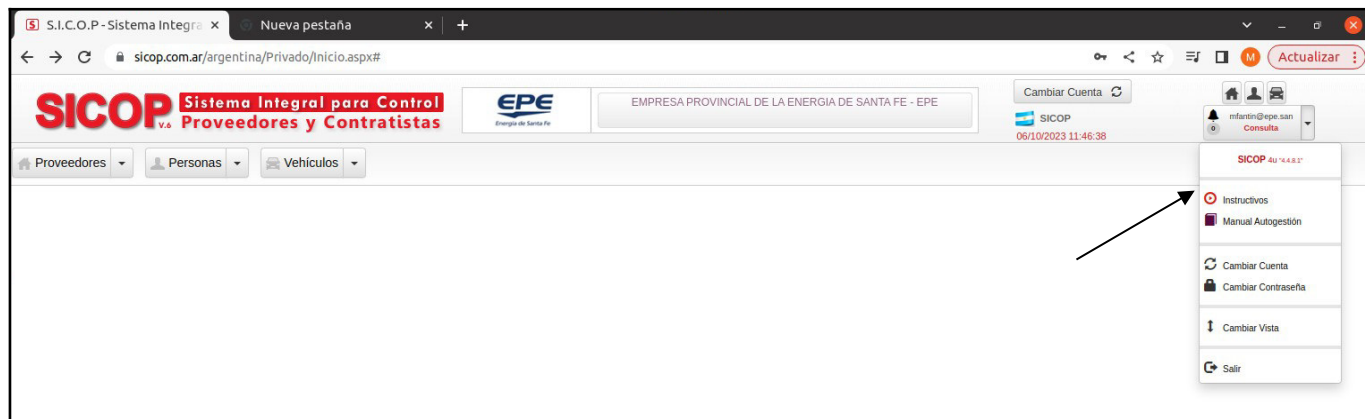 S.I.C.O.P - Sistema Integra
Nueva pestaña
sicop.com.ar/argentina/Privado/Inicio.aspx#
M
Actualizar
SICOP V.6
Sistema Integral para Control
Proveedores y Contratistas
EPE
Energía de Santa Fe
EMPRESA PROVINCIAL DE LA ENERGIA DE SANTA FE - EPE
Cambiar Cuenta
SICOP
06/10/2023 11:46:38
0
mfantin@epe.san
Consulta
Proveedores
Personas
Vehículos
SICOP 4u "4.4.8.1"
Instructivos
Manual Autogestión
Cambiar Cuenta
Cambiar Contraseña
Cambiar Vista
Salir